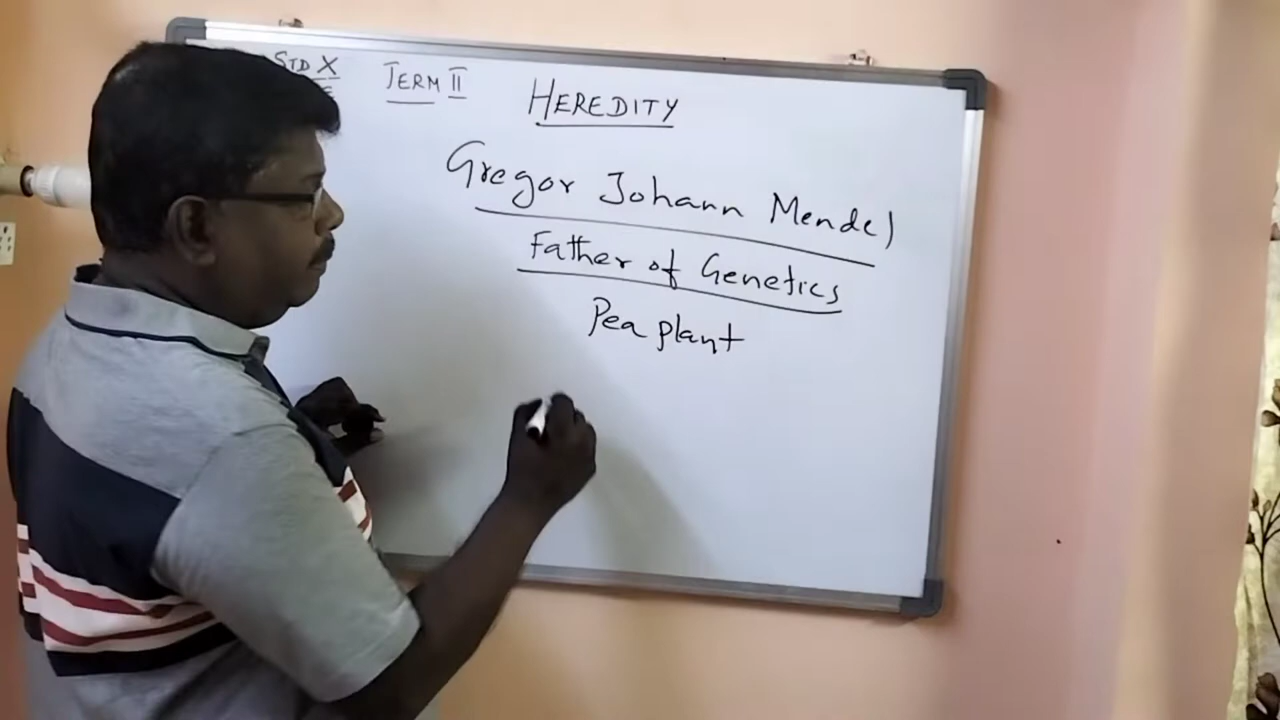 STD X TERM II HEREDITY
Gregor Johann Mendel
Father of Genetics
Pea plant